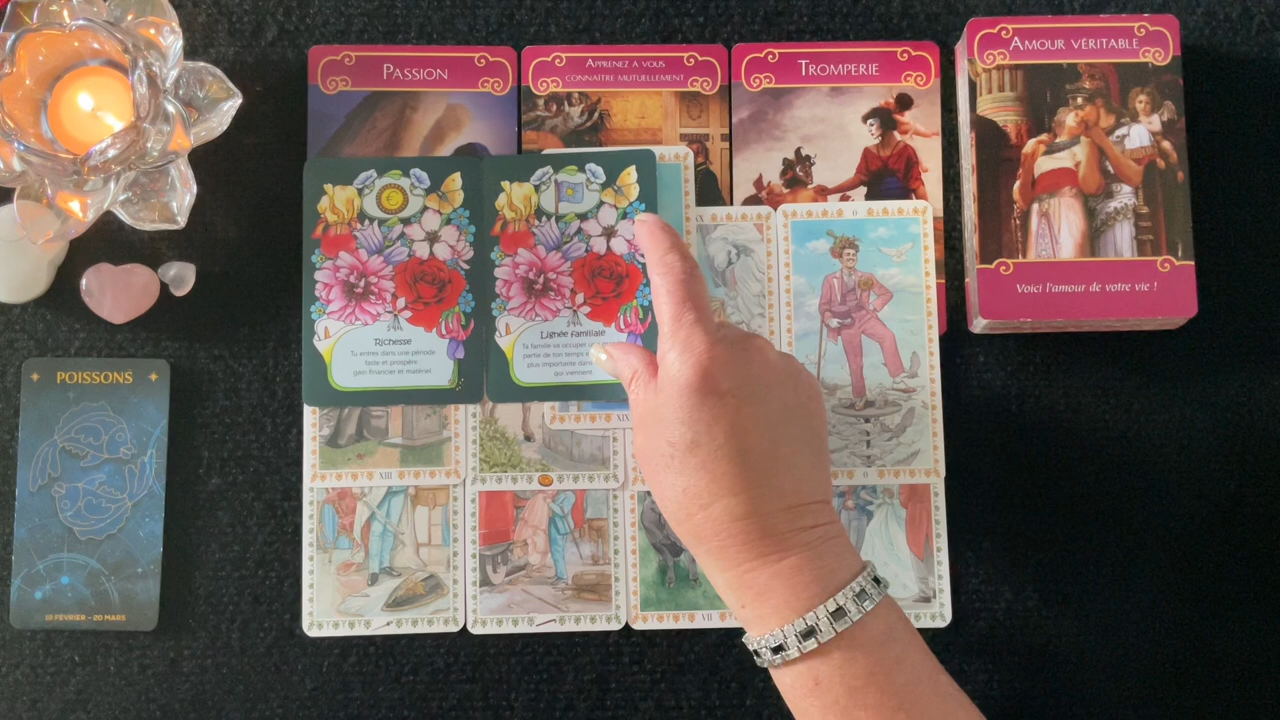 PASSION
APPRENEZ A VOUS
CONNAÎTRE MUTUELLEMENT
TROMPERIE
AMOUR VÉRITABLE
Voici l'amour de votre vie !
Richesse
Tu entres dans une période
faste et prospère :
gain financier et matériel.
Lignée familiale
Ta famille va occuper
partie de ton temps
plus importante dans
qui viennent.
POISSONS
19 FÉVRIER - 20 MARS
XIX
0
0
XIII
VII